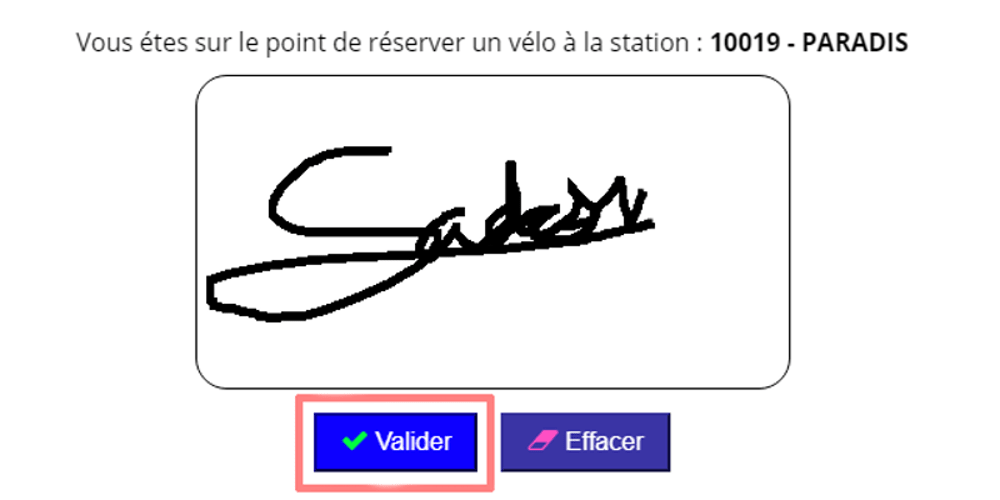 Vous étes sur le point de réserver un vélo à la station : 10019 - PARADIS
Valider
Effacer